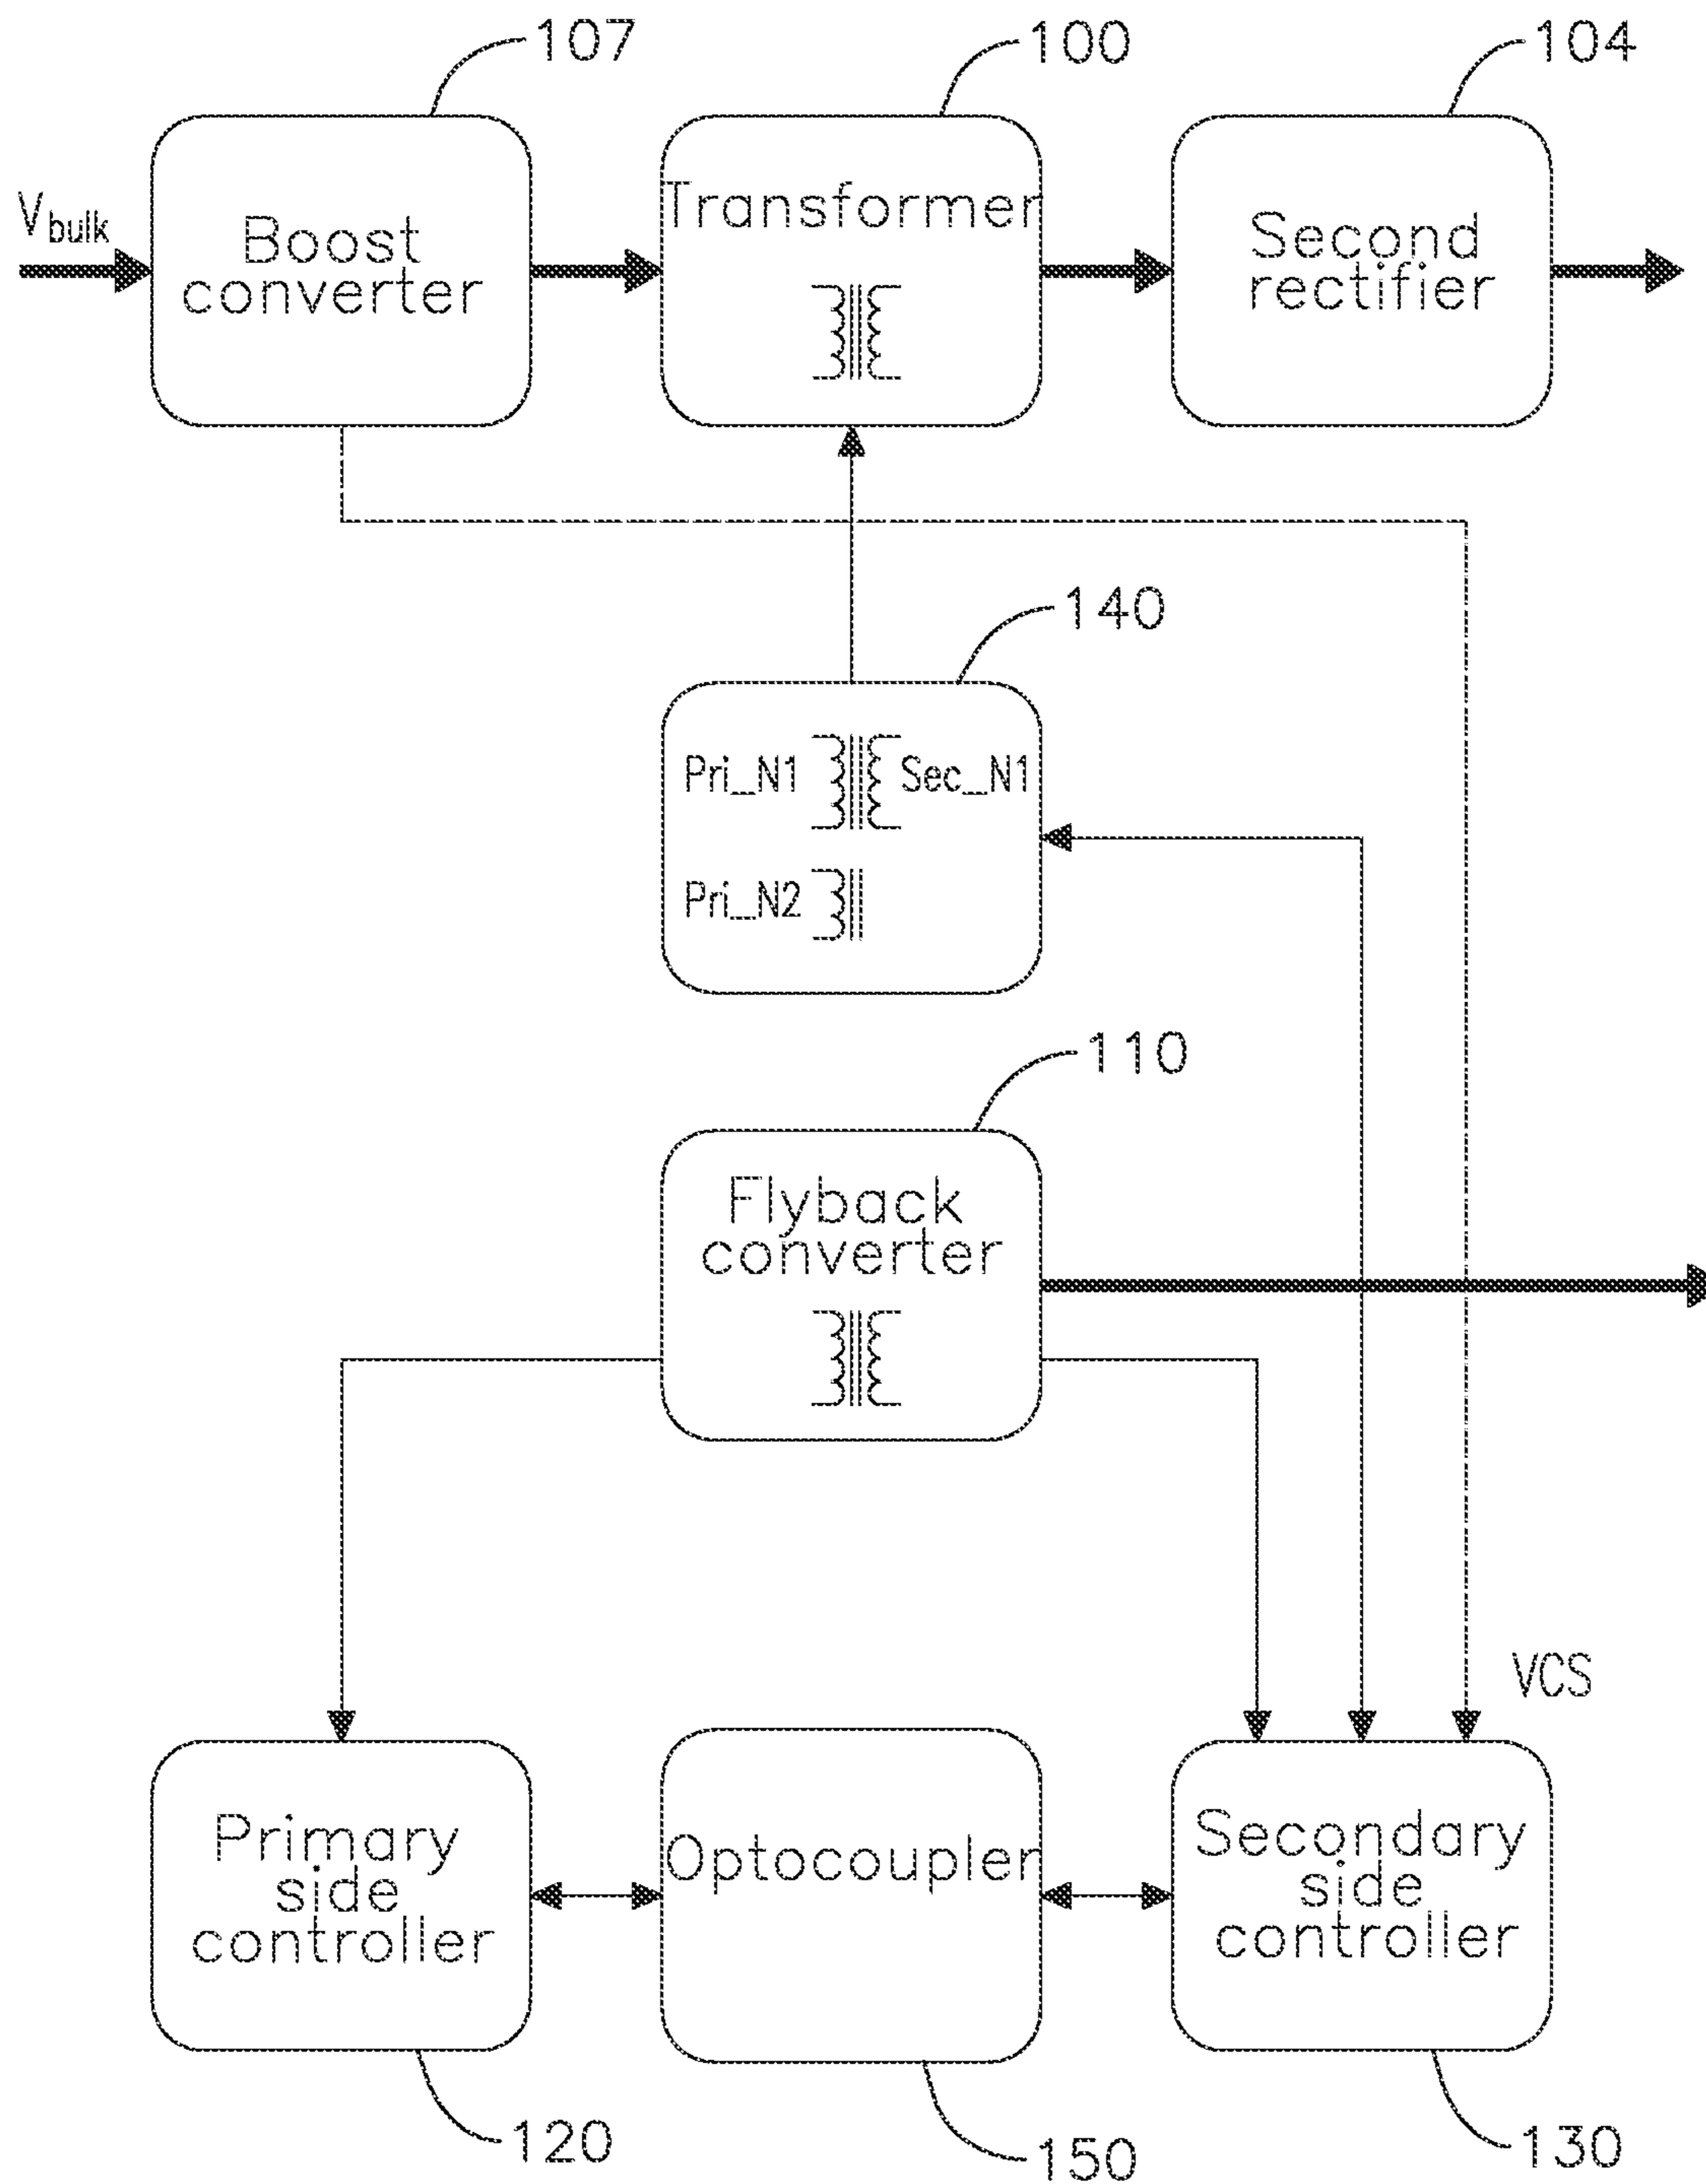 107
100
104
Vbulk
Boost
converter
Transformer
Second
rectifier
140
Pri_N1
Sec_N1
Pri_N2
110
Flyback
converter
VCS
Primary
side
controller
Optocoupler
Secondary
side
controller
120
150
130